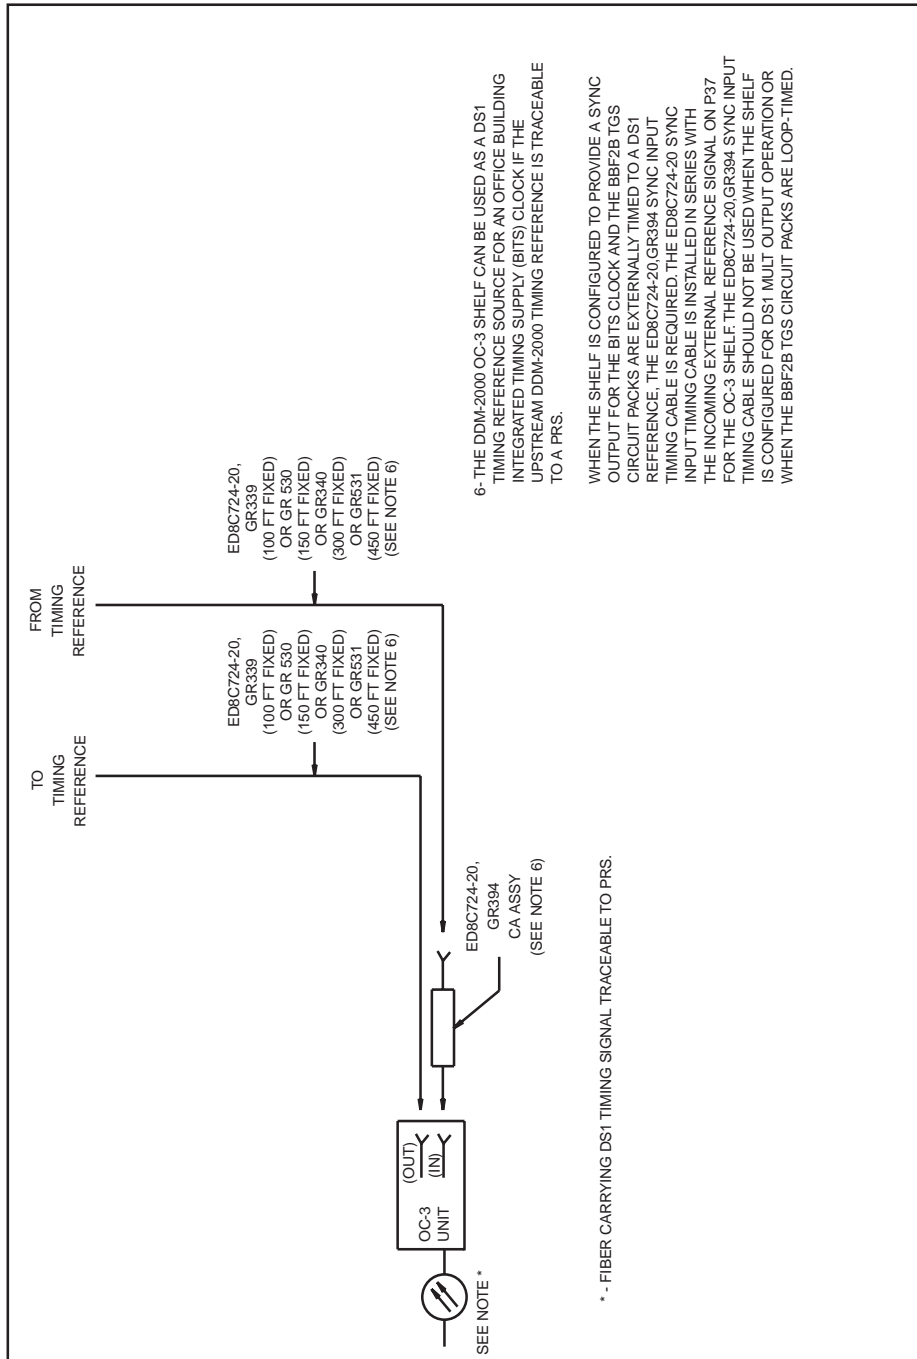 TO
TIMING
REFERENCE
FROM
TIMING
REFERENCE
ED8C724-20,
GR339
(100 FT FIXED)
OR GR 530
(150 FT FIXED)
OR GR340
(300 FT FIXED)
OR GR531
(450 FT FIXED)
(SEE NOTE 6)
ED8C724-20,
GR339
(100 FT FIXED)
OR GR 530
(150 FT FIXED)
OR GR340
(300 FT FIXED)
OR GR531
(450 FT FIXED)
(SEE NOTE 6)
OC-3
UNIT
(OUT)
(IN)
SEE NOTE *
ED8C724-20,
GR394
CA ASSY
(SEE NOTE 6)
6- THE DDM-2000 OC-3 SHELF CAN BE USED AS A DS1
TIMING REFERENCE SOURCE FOR AN OFFICE BUILDING
INTEGRATED TIMING SUPPLY (BITS) CLOCK IF THE
UPSTREAM DDM-2000 TIMING REFERENCE IS TRACEABLE
TO A PRS.
WHEN THE SHELF IS CONFIGURED TO PROVIDE A SYNC
OUTPUT FOR THE BITS CLOCK AND THE BBF2B TGS
CIRCUIT PACKS ARE EXTERNALLY TIMED TO A DS1
REFERENCE, THE ED8C724-20,GR394 SYNC INPUT
TIMING CABLE IS REQUIRED. THE ED8C724-20 SYNC
INPUT TIMING CABLE IS INSTALLED IN SERIES WITH
THE INCOMING EXTERNAL REFERENCE SIGNAL ON P37
FOR THE OC-3 SHELF. THE ED8C724-20,GR394 SYNC INPUT
TIMING CABLE SHOULD NOT BE USED WHEN THE SHELF
IS CONFIGURED FOR DS1 MULT OUTPUT OPERATION OR
WHEN THE BBF2B TGS CIRCUIT PACKS ARE LOOP-TIMED.
* - FIBER CARRYING DS1 TIMING SIGNAL TRACEABLE TO PRS.